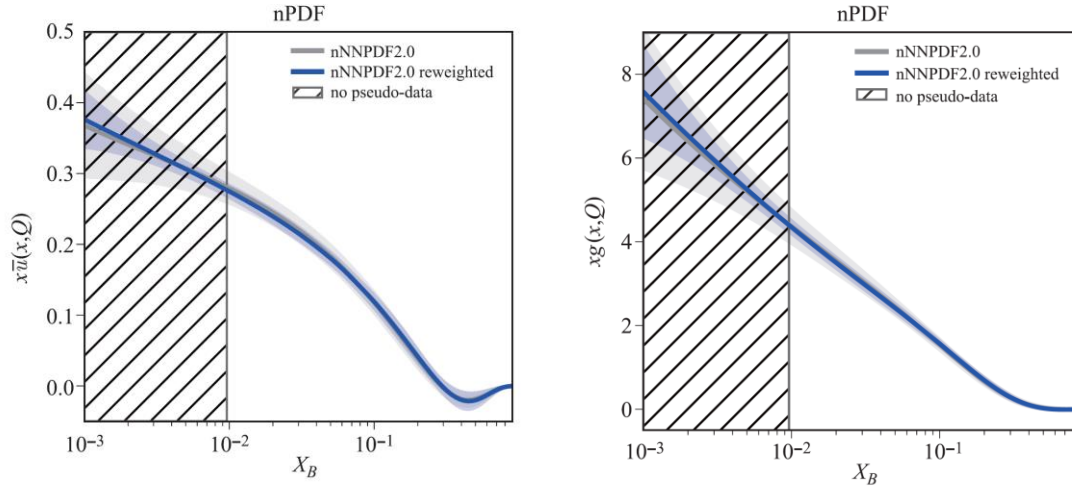 nPDF
0.5
0.4
0.3
0.2
0.1
0.0
xū(x,Q)
nNNPDF2.0
nNNPDF2.0 reweighted
no pseudo-data
10⁻³
10⁻²
10⁻¹
X_B
nPDF
8
6
4
2
0
xg(x,Q)
nNNPDF2.0
nNNPDF2.0 reweighted
no pseudo-data
10⁻³
10⁻²
10⁻¹
X_B